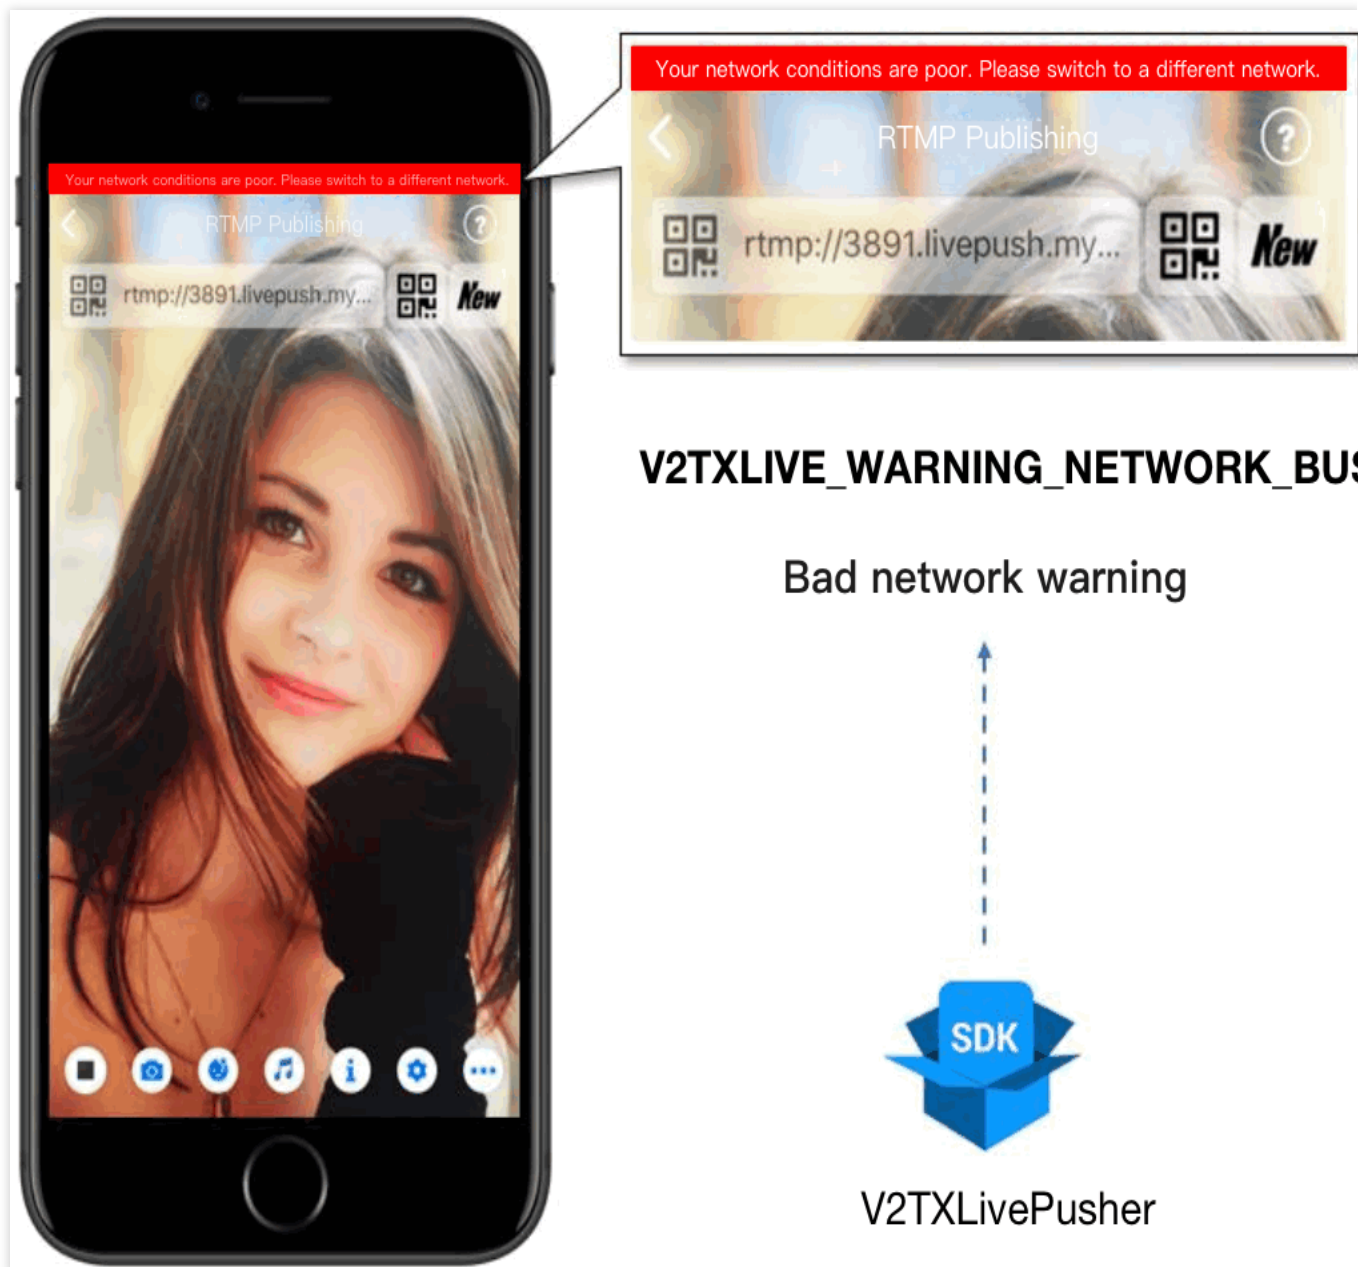 Your network conditions are poor. Please switch to a different network.
RTMP Publishing
?
rtmp://3891.livepush.my...
New
Your network conditions are poor. Please switch to a different network.
RTMP Publishing
?
rtmp://3891.livepush.my...
New
V2TXLIVE_WARNING_NETWORK_BUS
Bad network warning
SDK
V2TXLivePusher